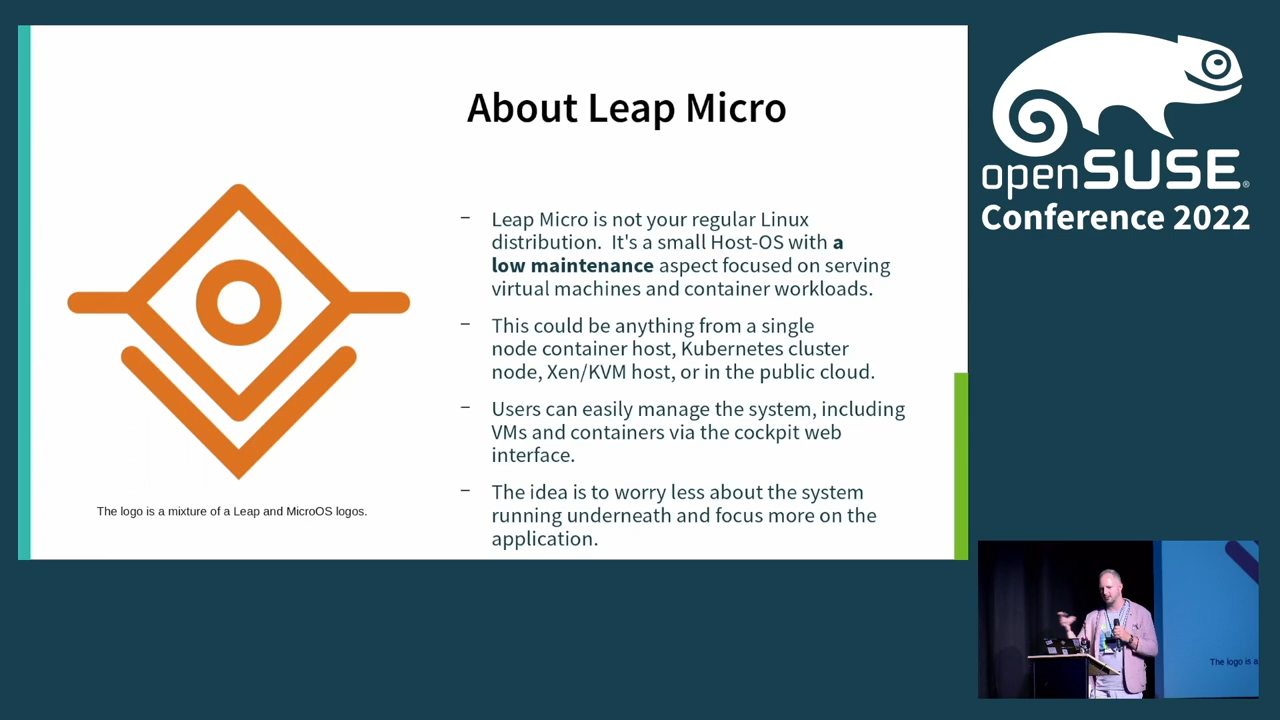 About Leap Micro
– Leap Micro is not your regular Linux
distribution.  It's a small Host-OS with a
low maintenance aspect focused on serving
virtual machines and container workloads.
– This could be anything from a single
node container host, Kubernetes cluster
node, Xen/KVM host, or in the public cloud.
– Users can easily manage the system, including
VMs and containers via the cockpit web
interface.
– The idea is to worry less about the system
running underneath and focus more on the
application.
The logo is a mixture of a Leap and MicroOS logos.
openSUSE®
Conference 2022
The logo is a